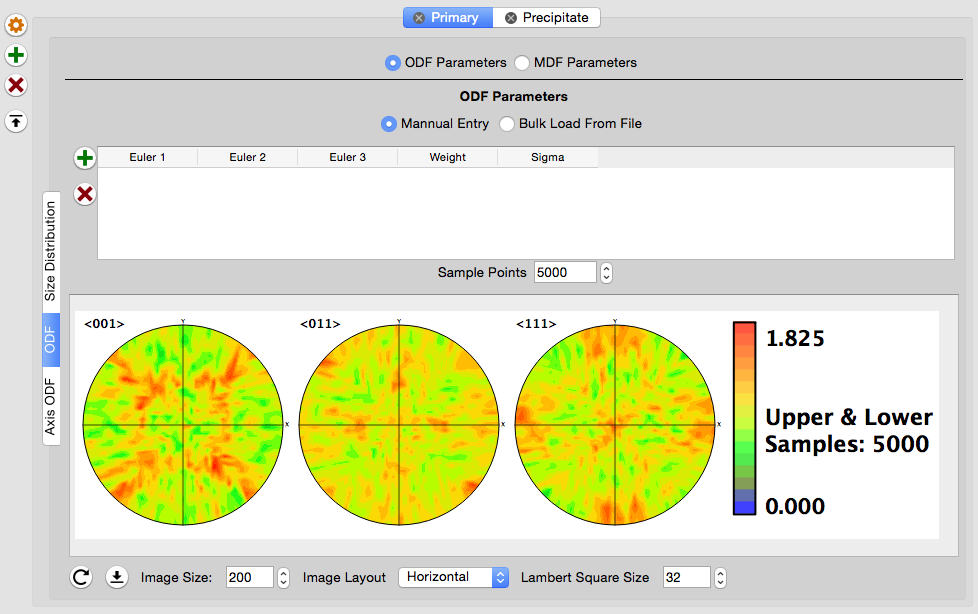 Primary Precipitate
ODF Parameters MDF Parameters
ODF Parameters
Mannual Entry Bulk Load From File
Euler 1 Euler 2 Euler 3 Weight Sigma
Size Distribution
ODF
Axis ODF
Sample Points 5000
<001> <011> <111>
Y Y Y
X X X
1.825
Upper & Lower
Samples: 5000
0.000
Image Size: 200 Image Layout Horizontal Lambert Square Size 32